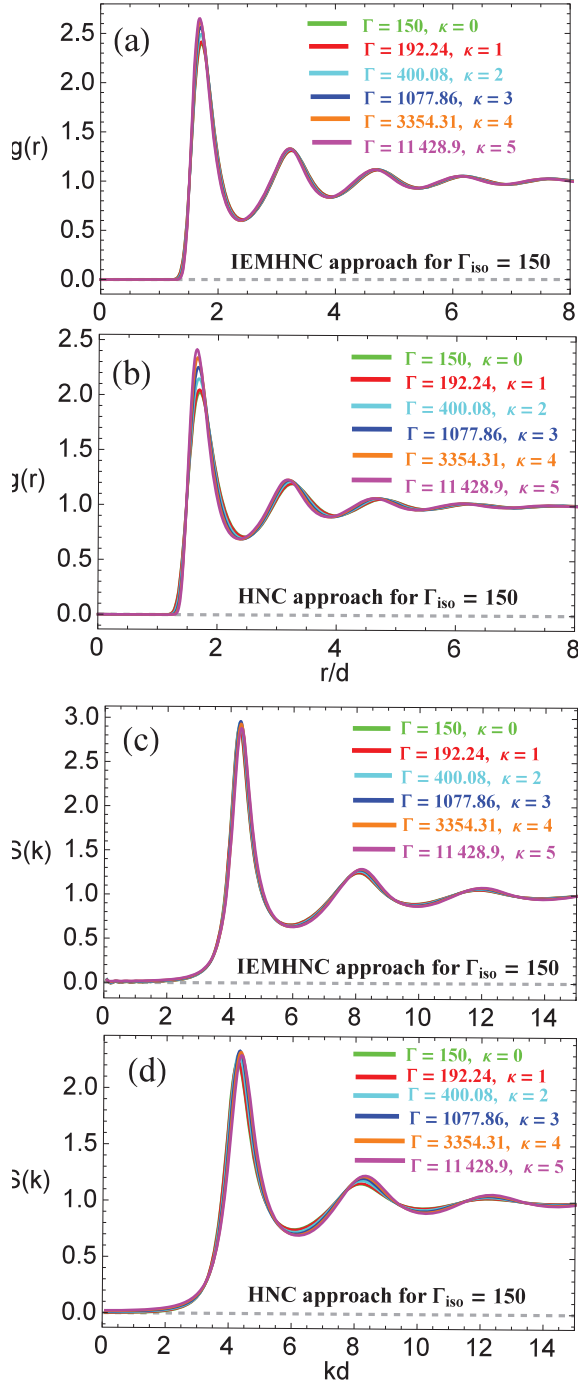 (a)
Γ = 150, κ = 0
Γ = 192.24, κ = 1
Γ = 400.08, κ = 2
Γ = 1077.86, κ = 3
Γ = 3354.31, κ = 4
Γ = 11 428.9, κ = 5
2.5
2.0
1.5
g(r)
1.0
0.5
0.0
IEMHNC approach for Γiso = 150
0 2 4 6 8
(b)
Γ = 150, κ = 0
Γ = 192.24, κ = 1
Γ = 400.08, κ = 2
Γ = 1077.86, κ = 3
Γ = 3354.31, κ = 4
Γ = 11 428.9, κ = 5
2.5
2.0
1.5
g(r)
1.0
0.5
0.0
HNC approach for Γiso = 150
0 2 4 6 8
r/d
(c)
Γ = 150, κ = 0
Γ = 192.24, κ = 1
Γ = 400.08, κ = 2
Γ = 1077.86, κ = 3
Γ = 3354.31, κ = 4
Γ = 11 428.9, κ = 5
3.0
2.5
2.0
1.5
S(k)
1.0
0.5
0.0
IEMHNC approach for Γiso = 150
0 2 4 6 8 10 12 14
(d)
Γ = 150, κ = 0
Γ = 192.24, κ = 1
Γ = 400.08, κ = 2
Γ = 1077.86, κ = 3
Γ = 3354.31, κ = 4
Γ = 11 428.9, κ = 5
2.0
1.5
S(k)
1.0
0.5
0.0
HNC approach for Γiso = 150
0 2 4 6 8 10 12 14
kd